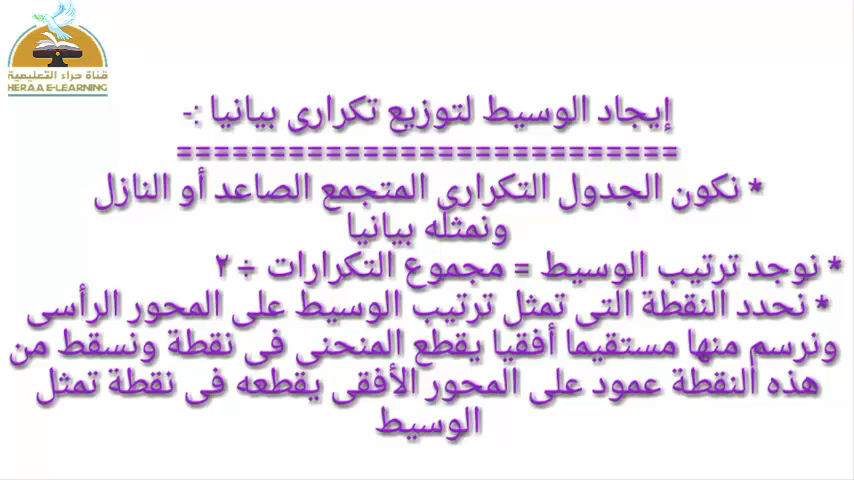 قناة حراء التعليمية
HERAA E-LEARNING
إيجاد الوسيط لتوزيع تكرارى بيانيا :-
===========================
* نكون الجدول التكرارى المتجمع الصاعد أو النازل
ونمثله بيانيا
* نوجد ترتيب الوسيط = مجموع التكرارات ÷ ٢
* نحدد النقطة التى تمثل ترتيب الوسيط على المحور الرأسى
ونرسم منها مستقيما أفقيا يقطع المنحنى فى نقطة ونسقط من
هذه النقطة عمود على المحور الأفقى يقطعه فى نقطة تمثل
الوسيط